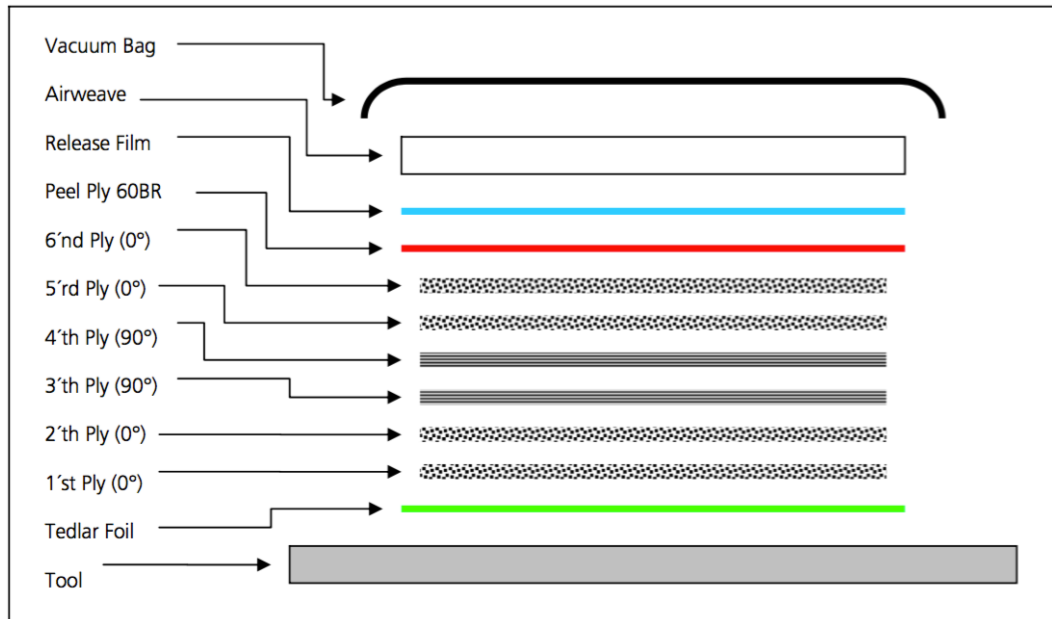 Vacuum Bag
Airweave
Release Film
Peel Ply 60BR
6´nd Ply (0°)
5´rd Ply (0°)
4´th Ply (90°)
3´th Ply (90°)
2´th Ply (0°)
1´st Ply (0°)
Tedlar Foil
Tool